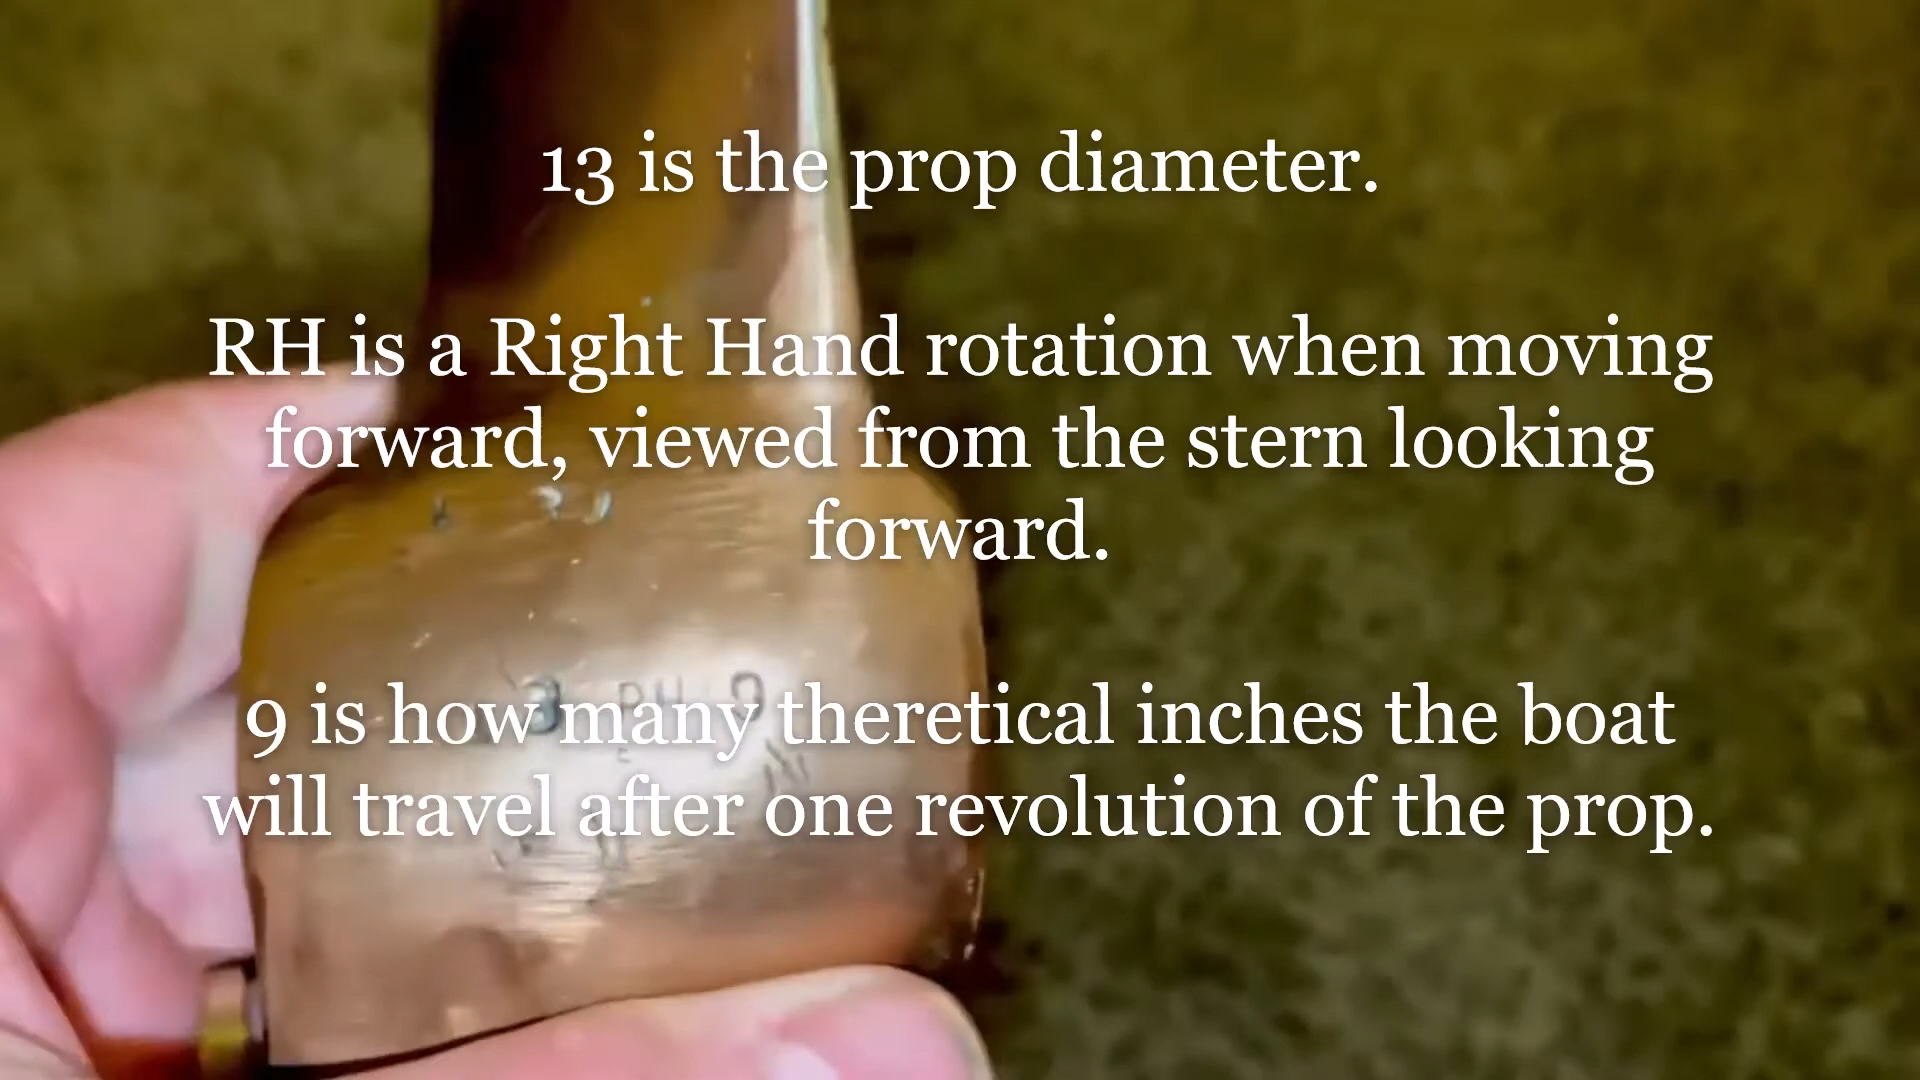 13 is the prop diameter.
RH is a Right Hand rotation when moving
forward, viewed from the stern looking
forward.
9 is how many theretical inches the boat
will travel after one revolution of the prop.